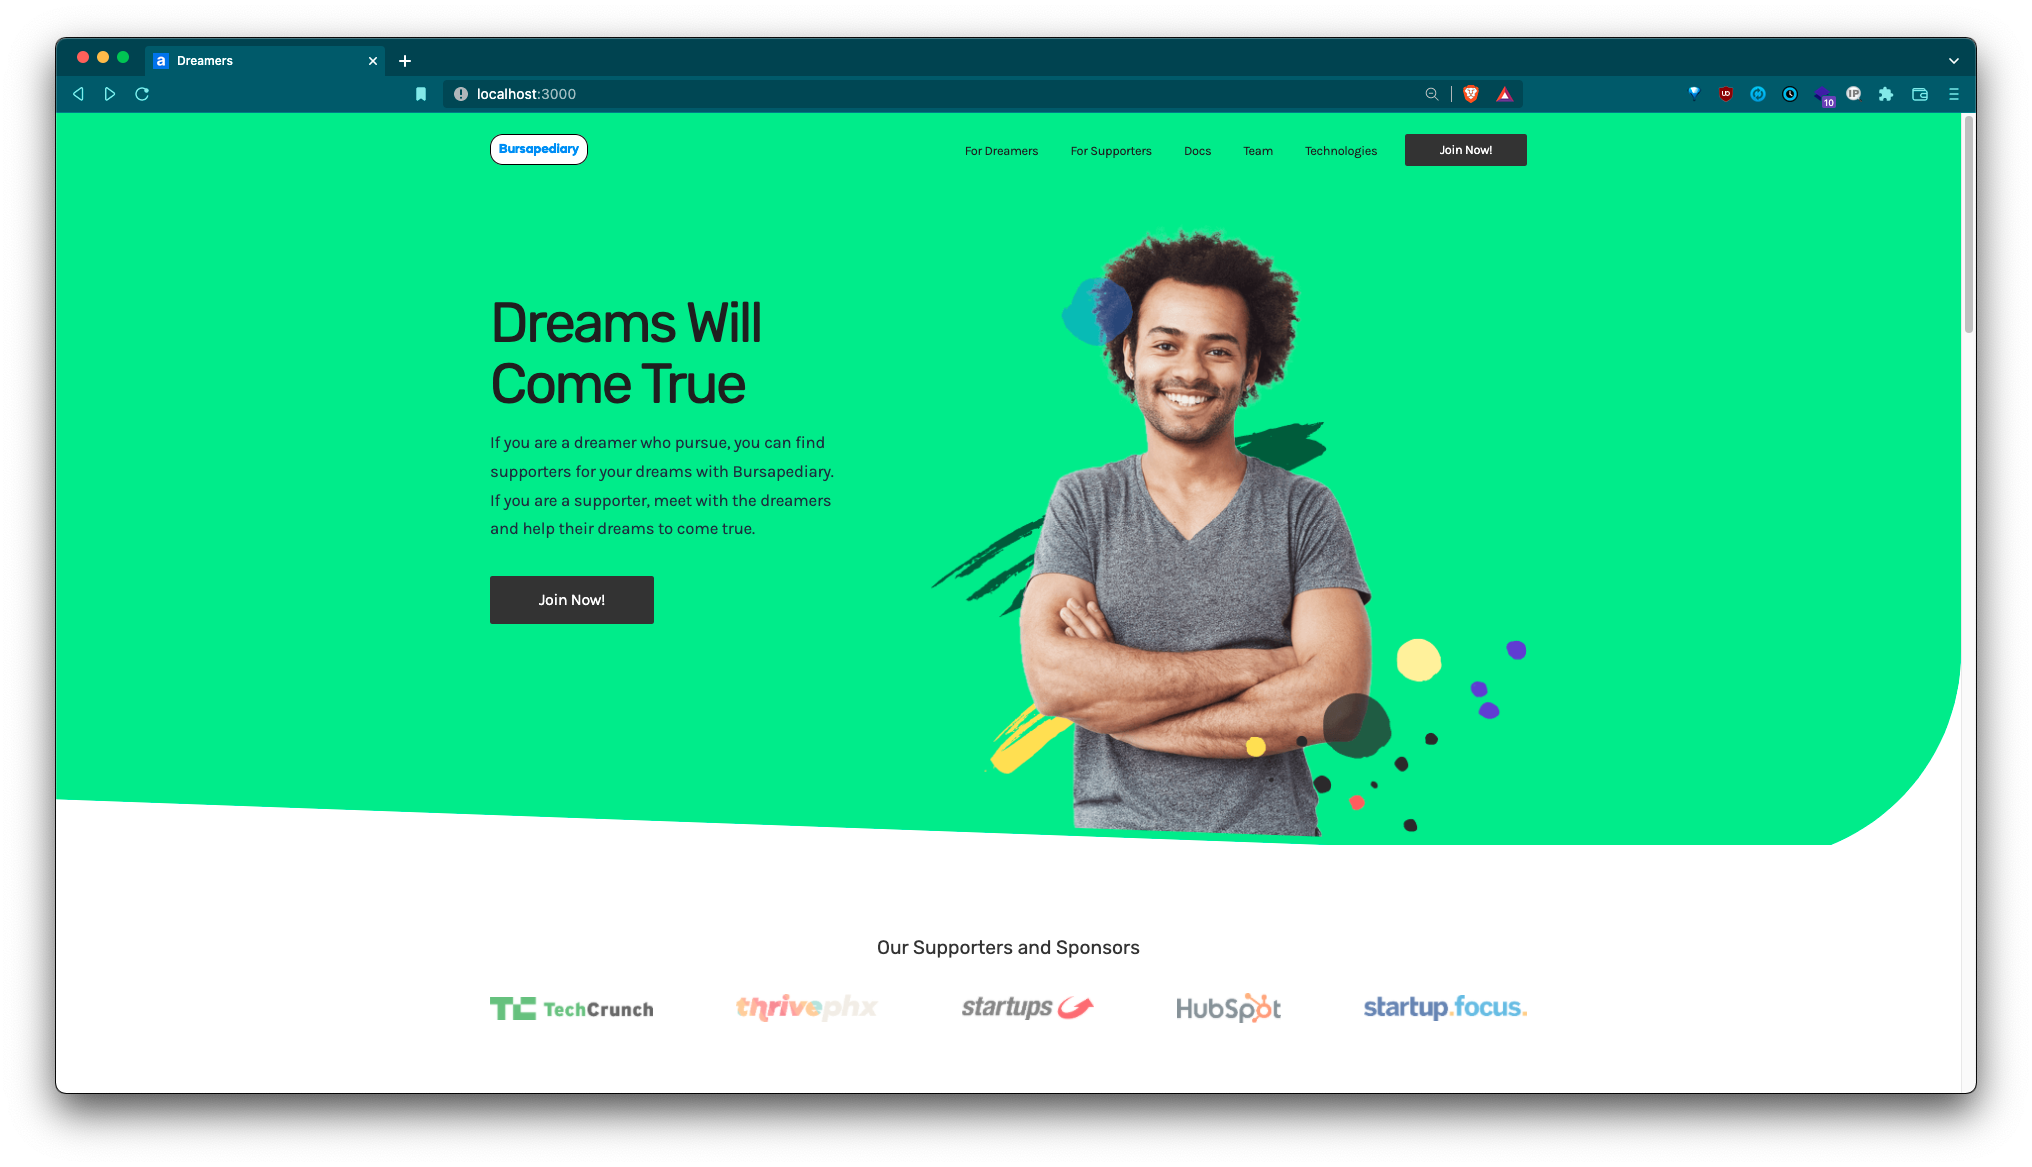 a Dreamers
localhost:3000
10
IP
Bursapediary
For Dreamers
For Supporters
Docs
Team
Technologies
Join Now!
Dreams Will
Come True
If you are a dreamer who pursue, you can find
supporters for your dreams with Bursapediary.
If you are a supporter, meet with the dreamers
and help their dreams to come true.
Join Now!
Our Supporters and Sponsors
TC TechCrunch
thrivephx
startups
HubSpot
startup.focus.